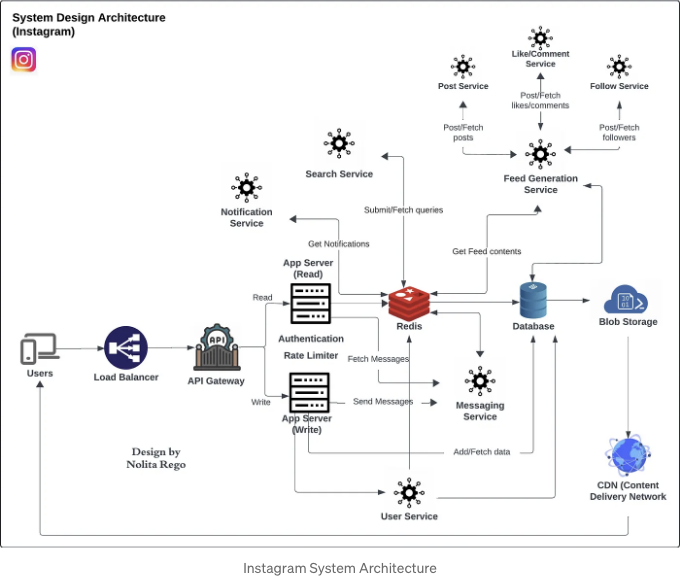 System Design Architecture
(Instagram)
Like/Comment
Service
Post Service
Follow Service
Post/Fetch
likes/comments
Post/Fetch
posts
Post/Fetch
followers
Search Service
Feed Generation
Service
Notification
Service
Submit/Fetch queries
Get Notifications
Get Feed contents
App Server
(Read)
Read
Redis
Database
1010
01
Blob Storage
API
Authentication
Rate Limiter
Fetch Messages
Users
Load Balancer
API Gateway
Write
Send Messages
Messaging
Service
App Server
(Write)
Design by
Nolita Rego
Add/Fetch data
CDN (Content
Delivery Network
User Service
Instagram System Architecture